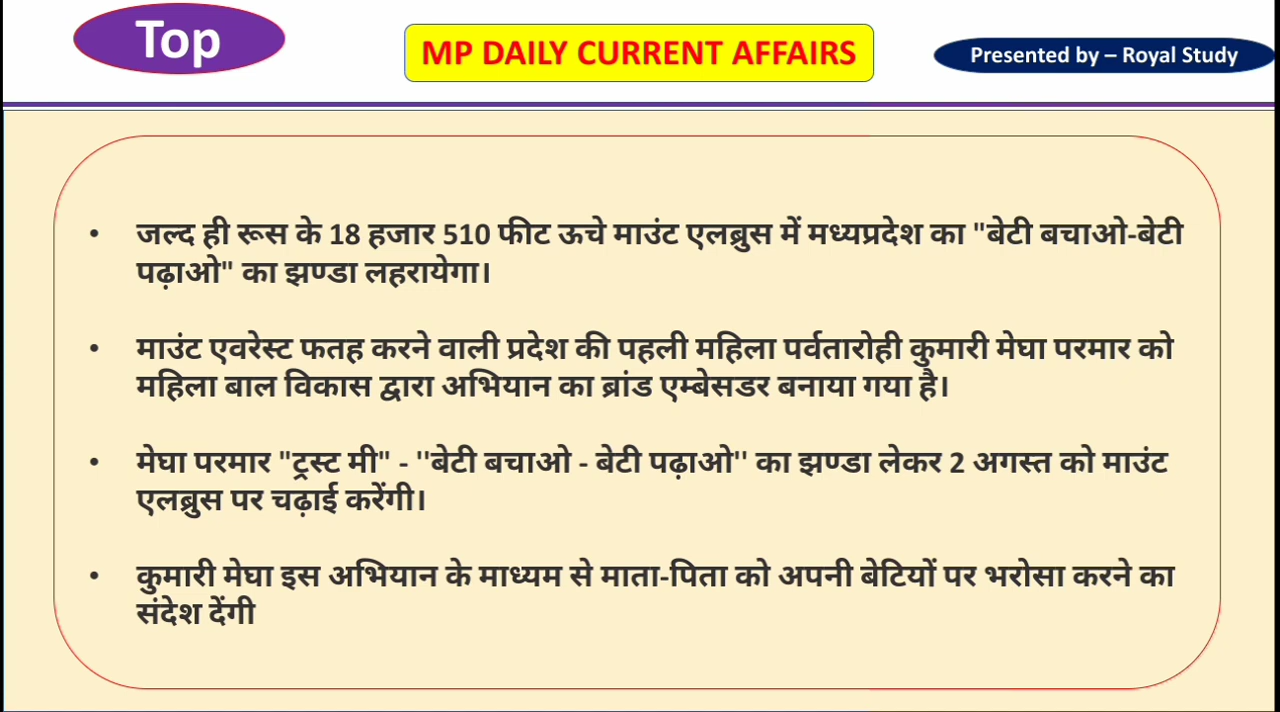 Top
MP DAILY CURRENT AFFAIRS
Presented by – Royal Study
• जल्द ही रूस के 18 हजार 510 फीट ऊचे माउंट एलब्रुस में मध्यप्रदेश का "बेटी बचाओ-बेटी
पढ़ाओ" का झण्डा लहरायेगा।
• माउंट एवरेस्ट फतह करने वाली प्रदेश की पहली महिला पर्वतारोही कुमारी मेघा परमार को
महिला बाल विकास द्वारा अभियान का ब्रांड एम्बेसडर बनाया गया है।
• मेघा परमार "ट्रस्ट मी" - ''बेटी बचाओ - बेटी पढ़ाओ'' का झण्डा लेकर 2 अगस्त को माउंट
एलब्रुस पर चढ़ाई करेंगी।
• कुमारी मेघा इस अभियान के माध्यम से माता-पिता को अपनी बेटियों पर भरोसा करने का
संदेश देंगी